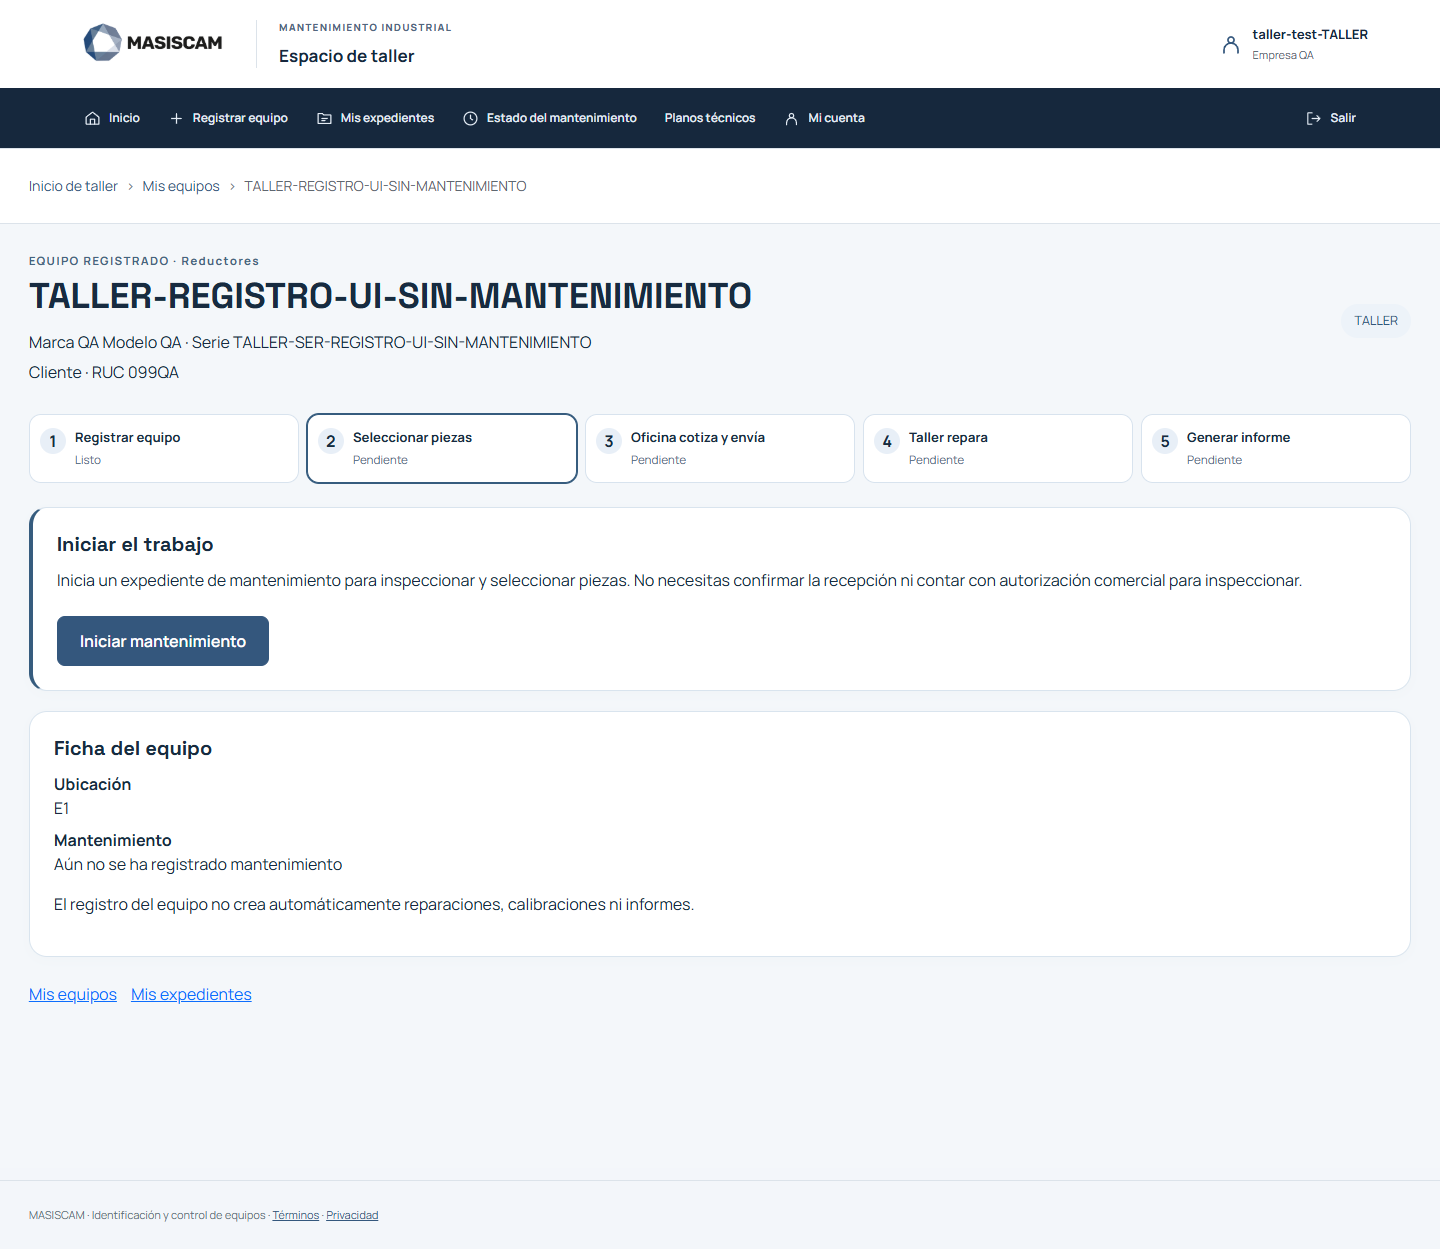 MASISCAM
MANTENIMIENTO INDUSTRIAL
Espacio de taller
taller-test-TALLER
Empresa QA
Inicio
Registrar equipo
Mis expedientes
Estado del mantenimiento
Planos técnicos
Mi cuenta
Salir
Inicio de taller › Mis equipos › TALLER-REGISTRO-UI-SIN-MANTENIMIENTO
EQUIPO REGISTRADO · Reductores
TALLER-REGISTRO-UI-SIN-MANTENIMIENTO
Marca QA Modelo QA · Serie TALLER-SER-REGISTRO-UI-SIN-MANTENIMIENTO
Cliente · RUC 099QA
TALLER
1 Registrar equipo
Listo
2 Seleccionar piezas
Pendiente
3 Oficina cotiza y envía
Pendiente
4 Taller repara
Pendiente
5 Generar informe
Pendiente
Iniciar el trabajo
Inicia un expediente de mantenimiento para inspeccionar y seleccionar piezas. No necesitas confirmar la recepción ni contar con autorización comercial para inspeccionar.
Iniciar mantenimiento
Ficha del equipo
Ubicación
E1
Mantenimiento
Aún no se ha registrado mantenimiento
El registro del equipo no crea automáticamente reparaciones, calibraciones ni informes.
Mis equipos Mis expedientes
MASISCAM · Identificación y control de equipos · Términos · Privacidad